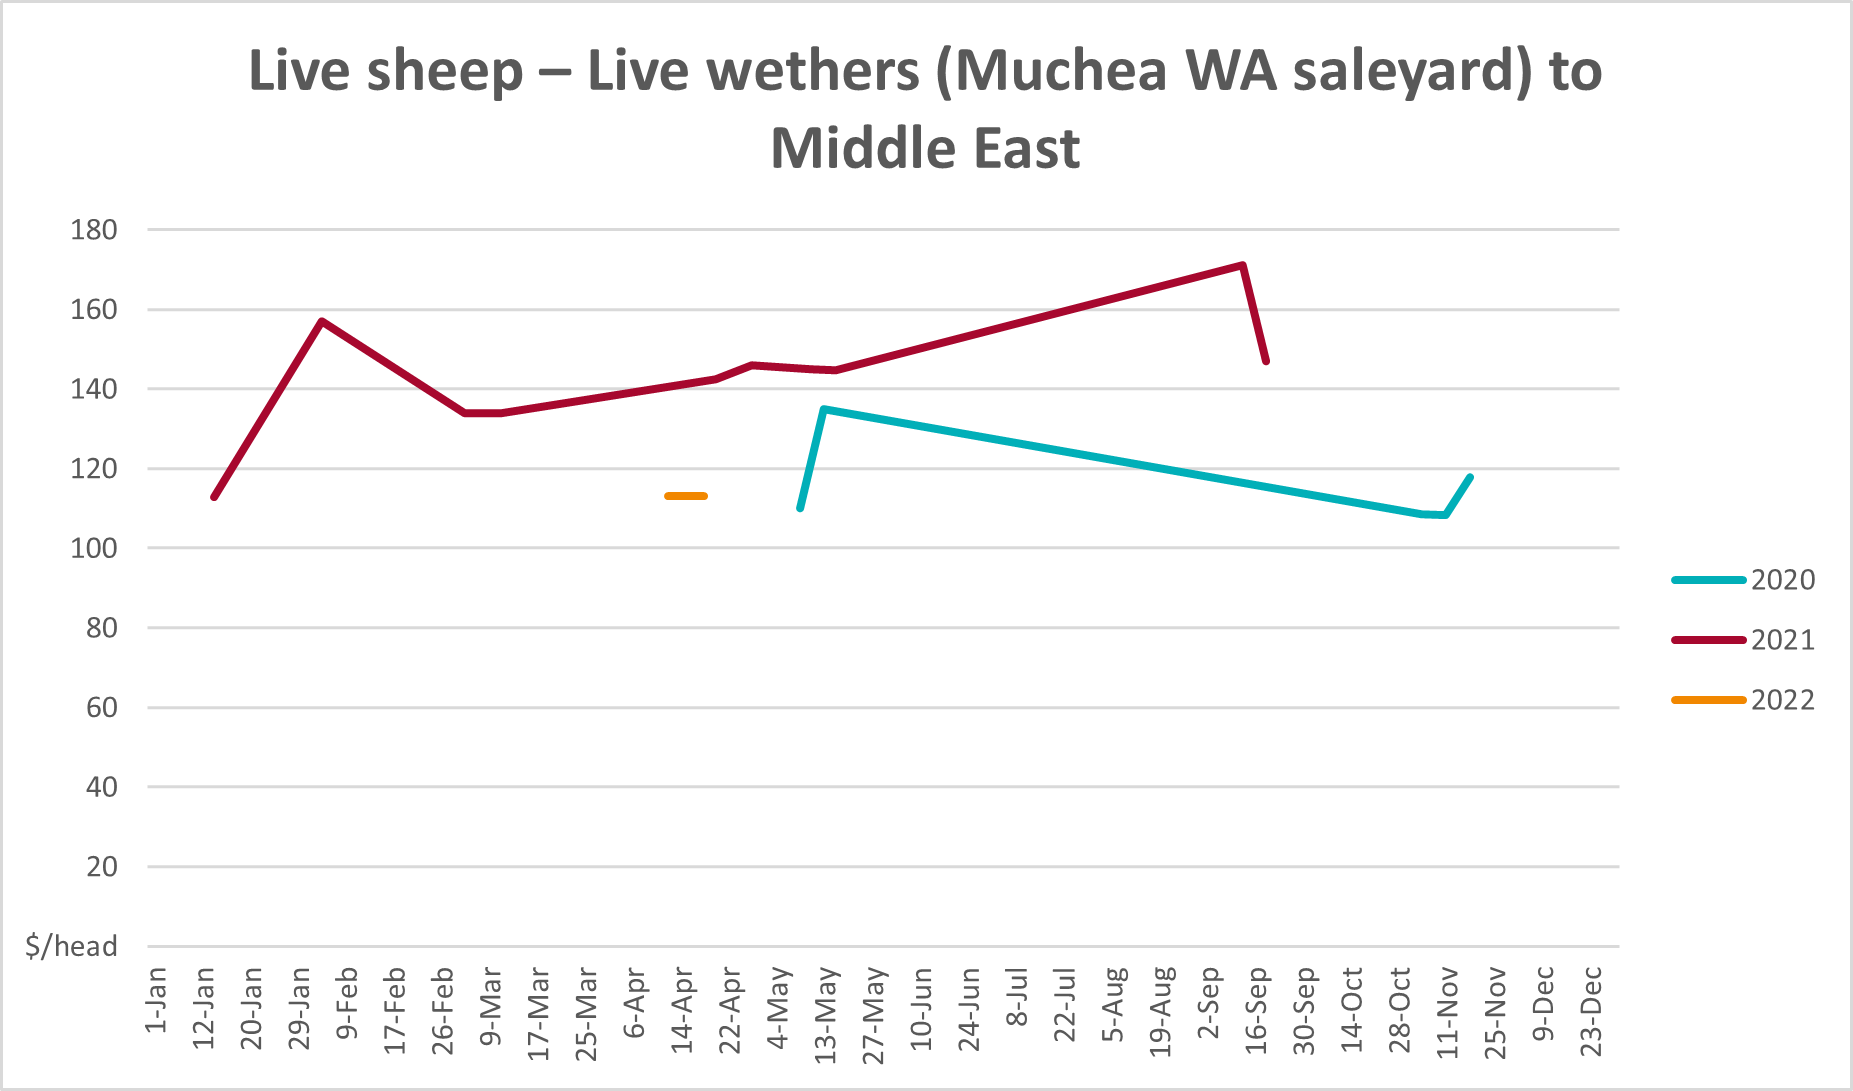 Live sheep – Live wethers (Muchea WA saleyard) to
Middle East
180
160
140
120
100
80
60
40
20
$/head
1-Jan
12-Jan
20-Jan
29-Jan
9-Feb
17-Feb
26-Feb
9-Mar
17-Mar
25-Mar
6-Apr
14-Apr
22-Apr
4-May
13-May
27-May
10-Jun
24-Jun
8-Jul
22-Jul
5-Aug
19-Aug
2-Sep
16-Sep
30-Sep
14-Oct
28-Oct
11-Nov
25-Nov
9-Dec
23-Dec
2020
2021
2022